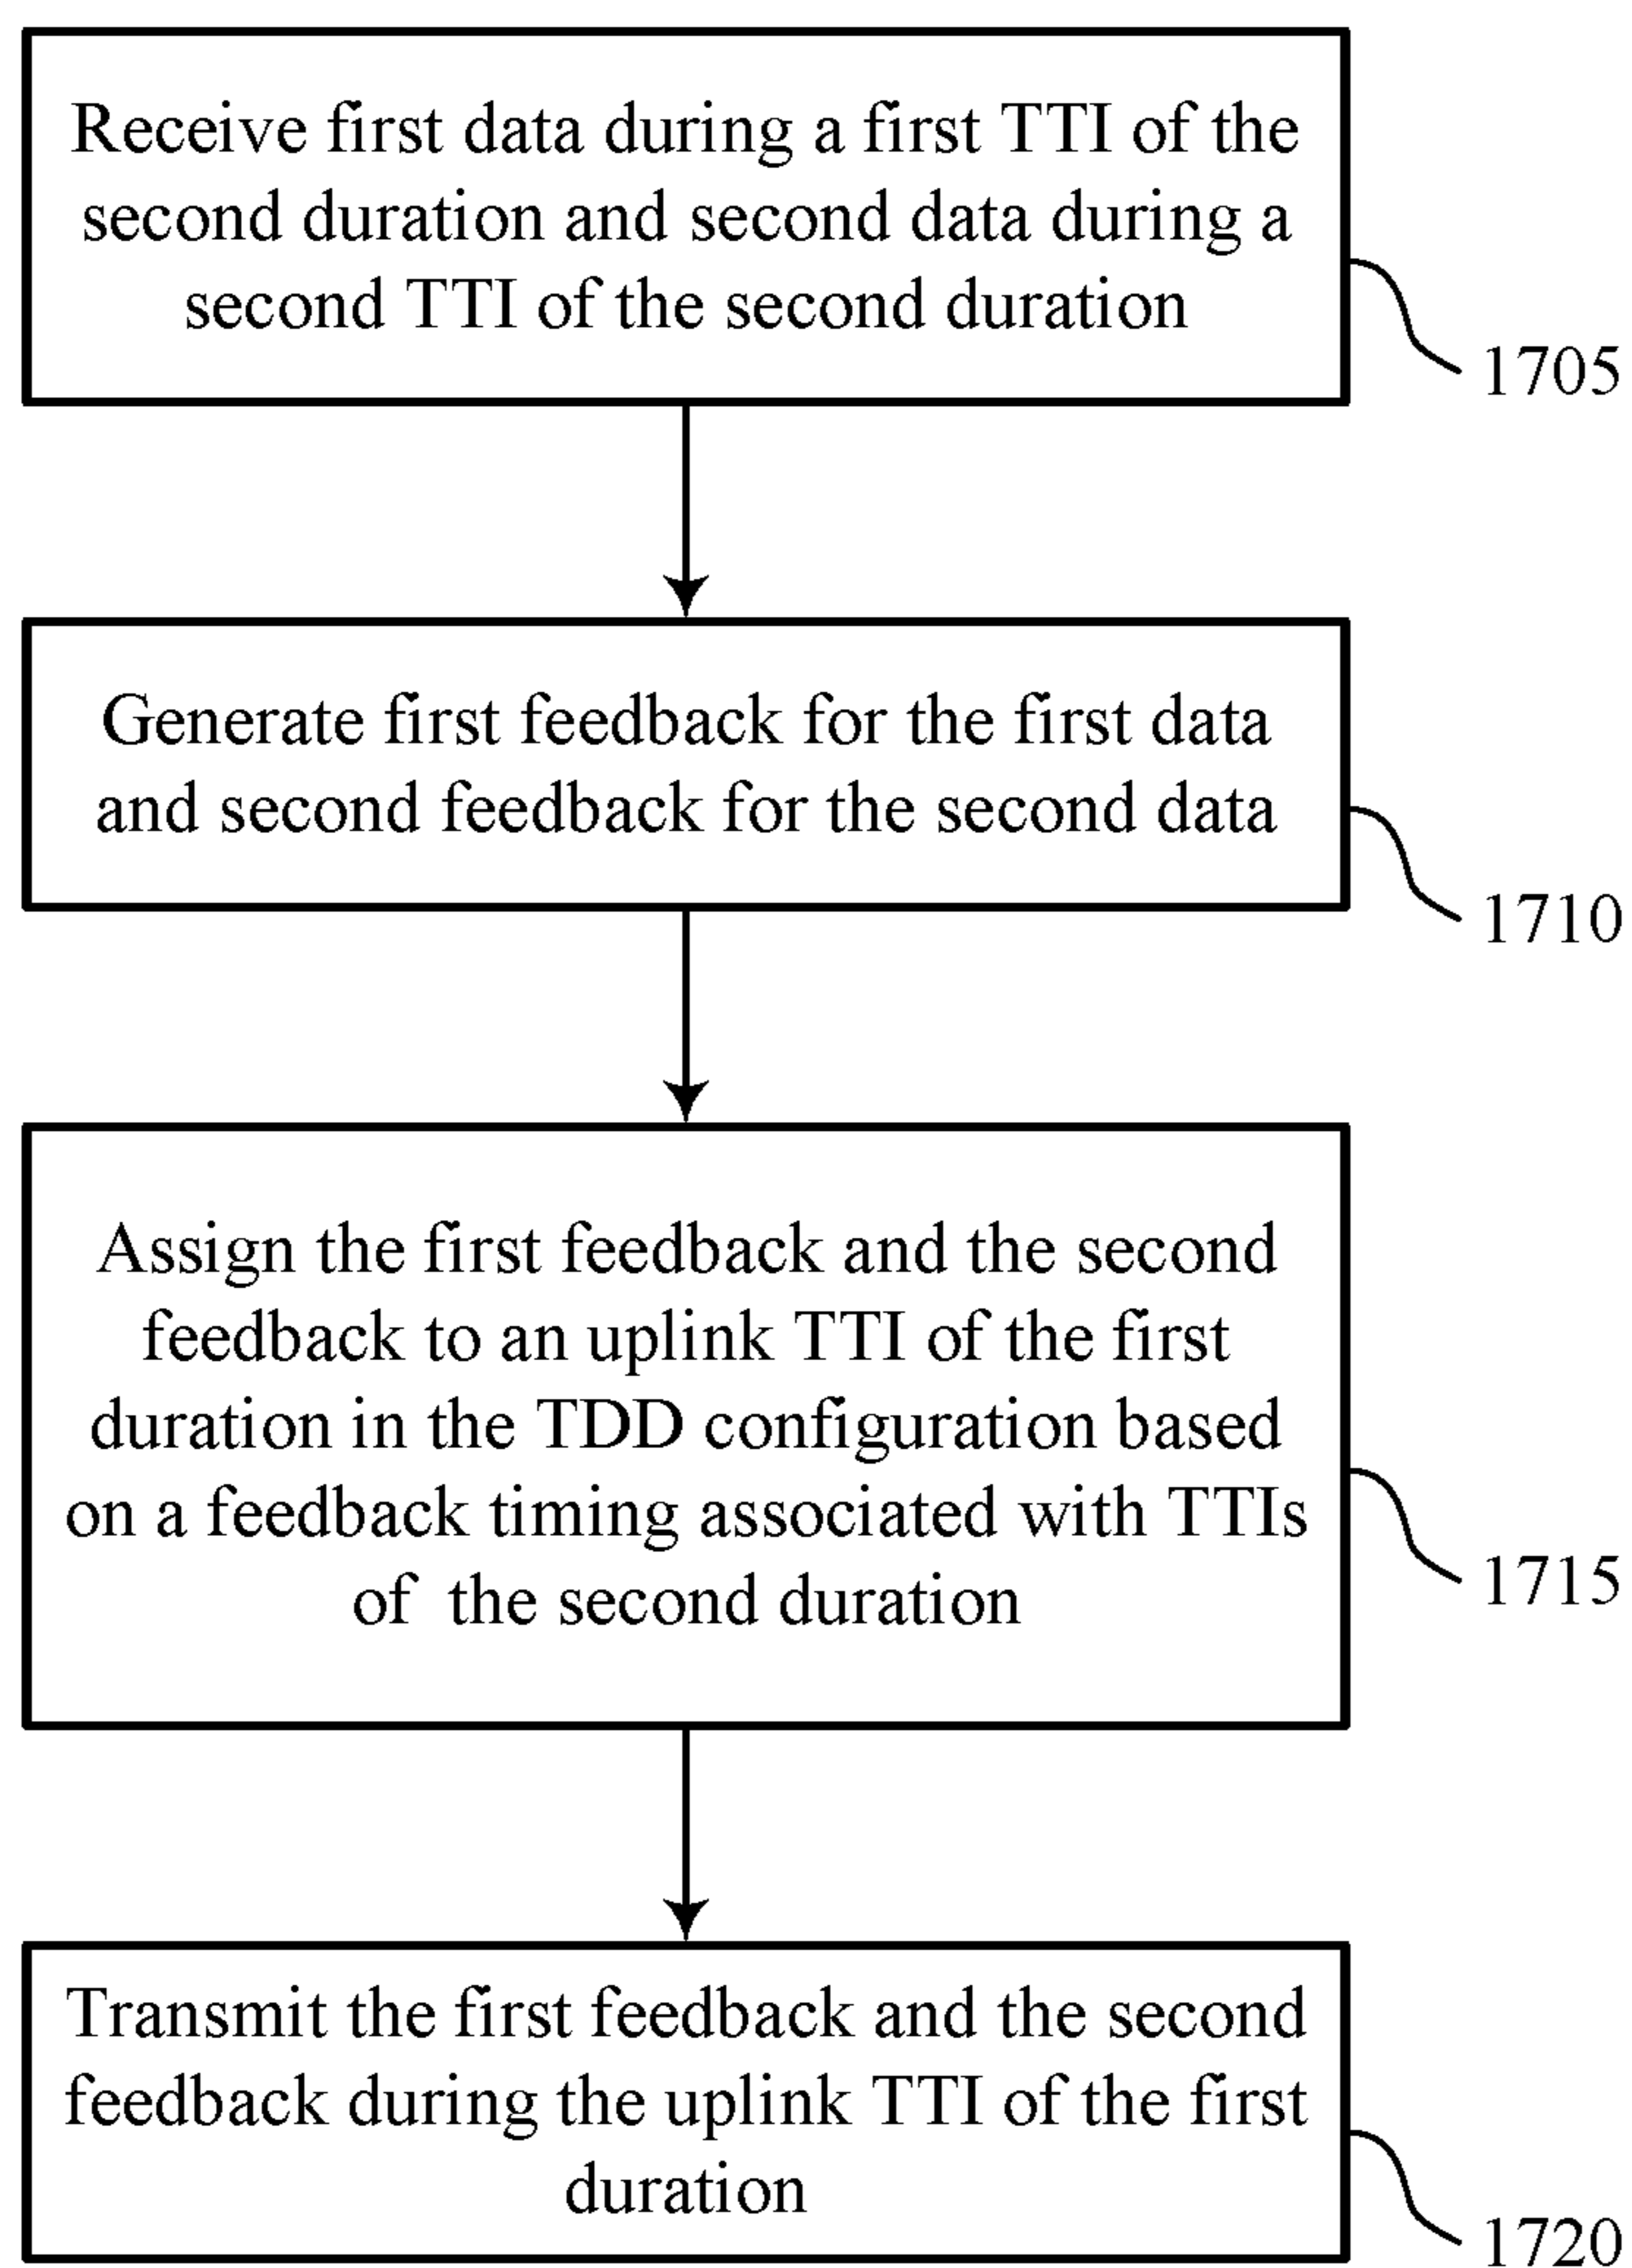 Receive first data during a first TTI of the
second duration and second data during a
second TTI of the second duration
1705
Generate first feedback for the first data
and second feedback for the second data
1710
Assign the first feedback and the second
feedback to an uplink TTI of the first
duration in the TDD configuration based
on a feedback timing associated with TTIs
of the second duration
1715
Transmit the first feedback and the second
feedback during the uplink TTI of the first
duration
1720